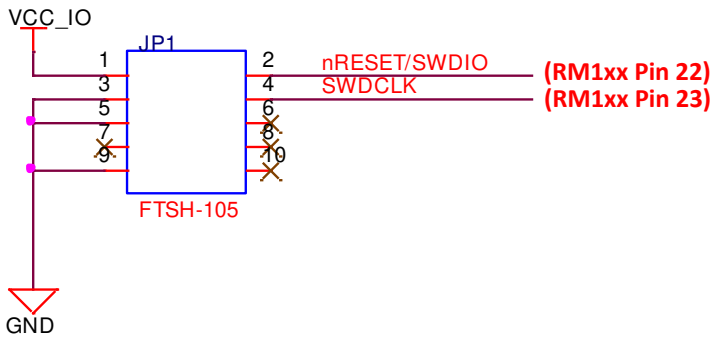 VCC_IO
JP1
1 2 nRESET/SWDIO (RM1xx Pin 22)
3 4 SWDCLK (RM1xx Pin 23)
5 6
7 8
9 10
FTSH-105
GND